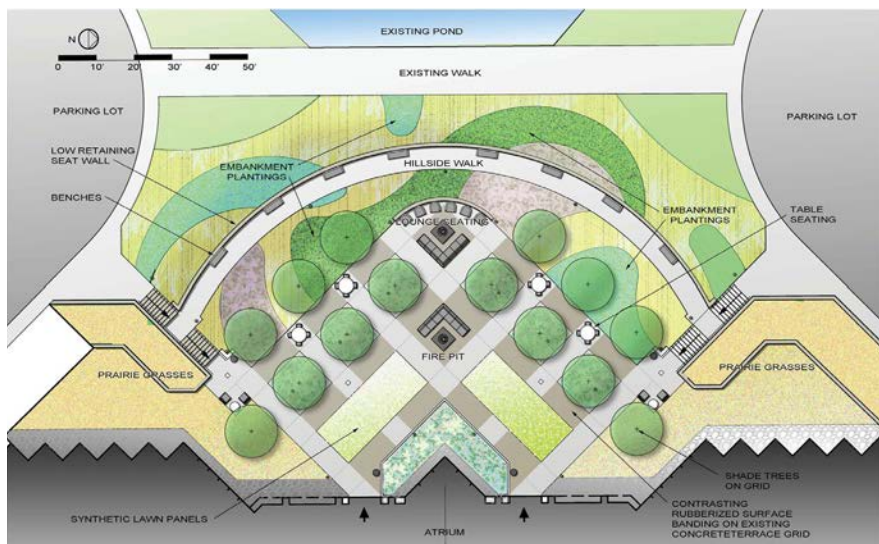 EXISTING POND
N
0 10' 20' 30' 40' 50'
EXISTING WALK
PARKING LOT
PARKING LOT
LOW RETAINING
SEAT WALL
EMBANKMENT
PLANTINGS
HILLSIDE WALK
BENCHES
EMBANKMENT
PLANTINGS
TABLE
SEATING
LOUNGE SEATING
FIRE PIT
PRAIRIE GRASSES
PRAIRIE GRASSES
SHADE TREES
ON GRID
SYNTHETIC LAWN PANELS
CONTRASTING
RUBBERIZED SURFACE
BANDING ON EXISTING
CONCRETETERRACE GRID
ATRIUM